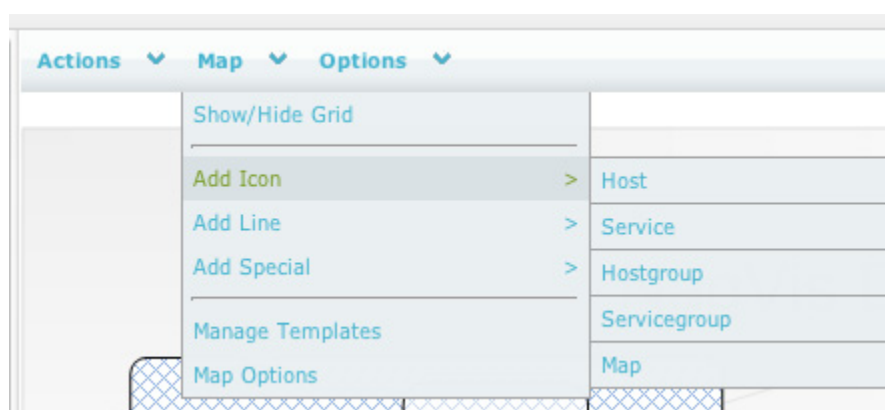 Actions Map Options
Show/Hide Grid
Add Icon > Host
Add Line > Service
Add Special > Hostgroup
Servicegroup
Manage Templates
Map Options Map